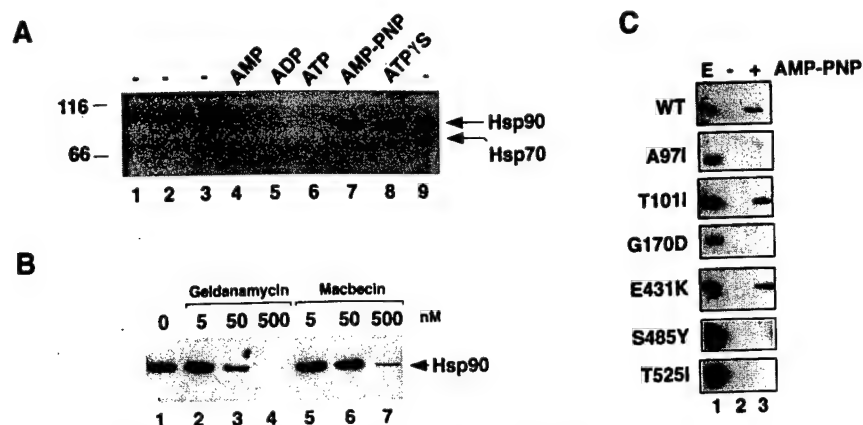 A
- - - AMP ADP ATP AMP-PNP ATPγS -
116
66
Hsp90
Hsp70
1 2 3 4 5 6 7 8 9
B
Geldanamycin Macbecin
0 5 50 500 5 50 500 nM
Hsp90
1 2 3 4 5 6 7
C
E - + AMP-PNP
WT
A97I
T101I
G170D
E431K
S485Y
T525I
1 2 3